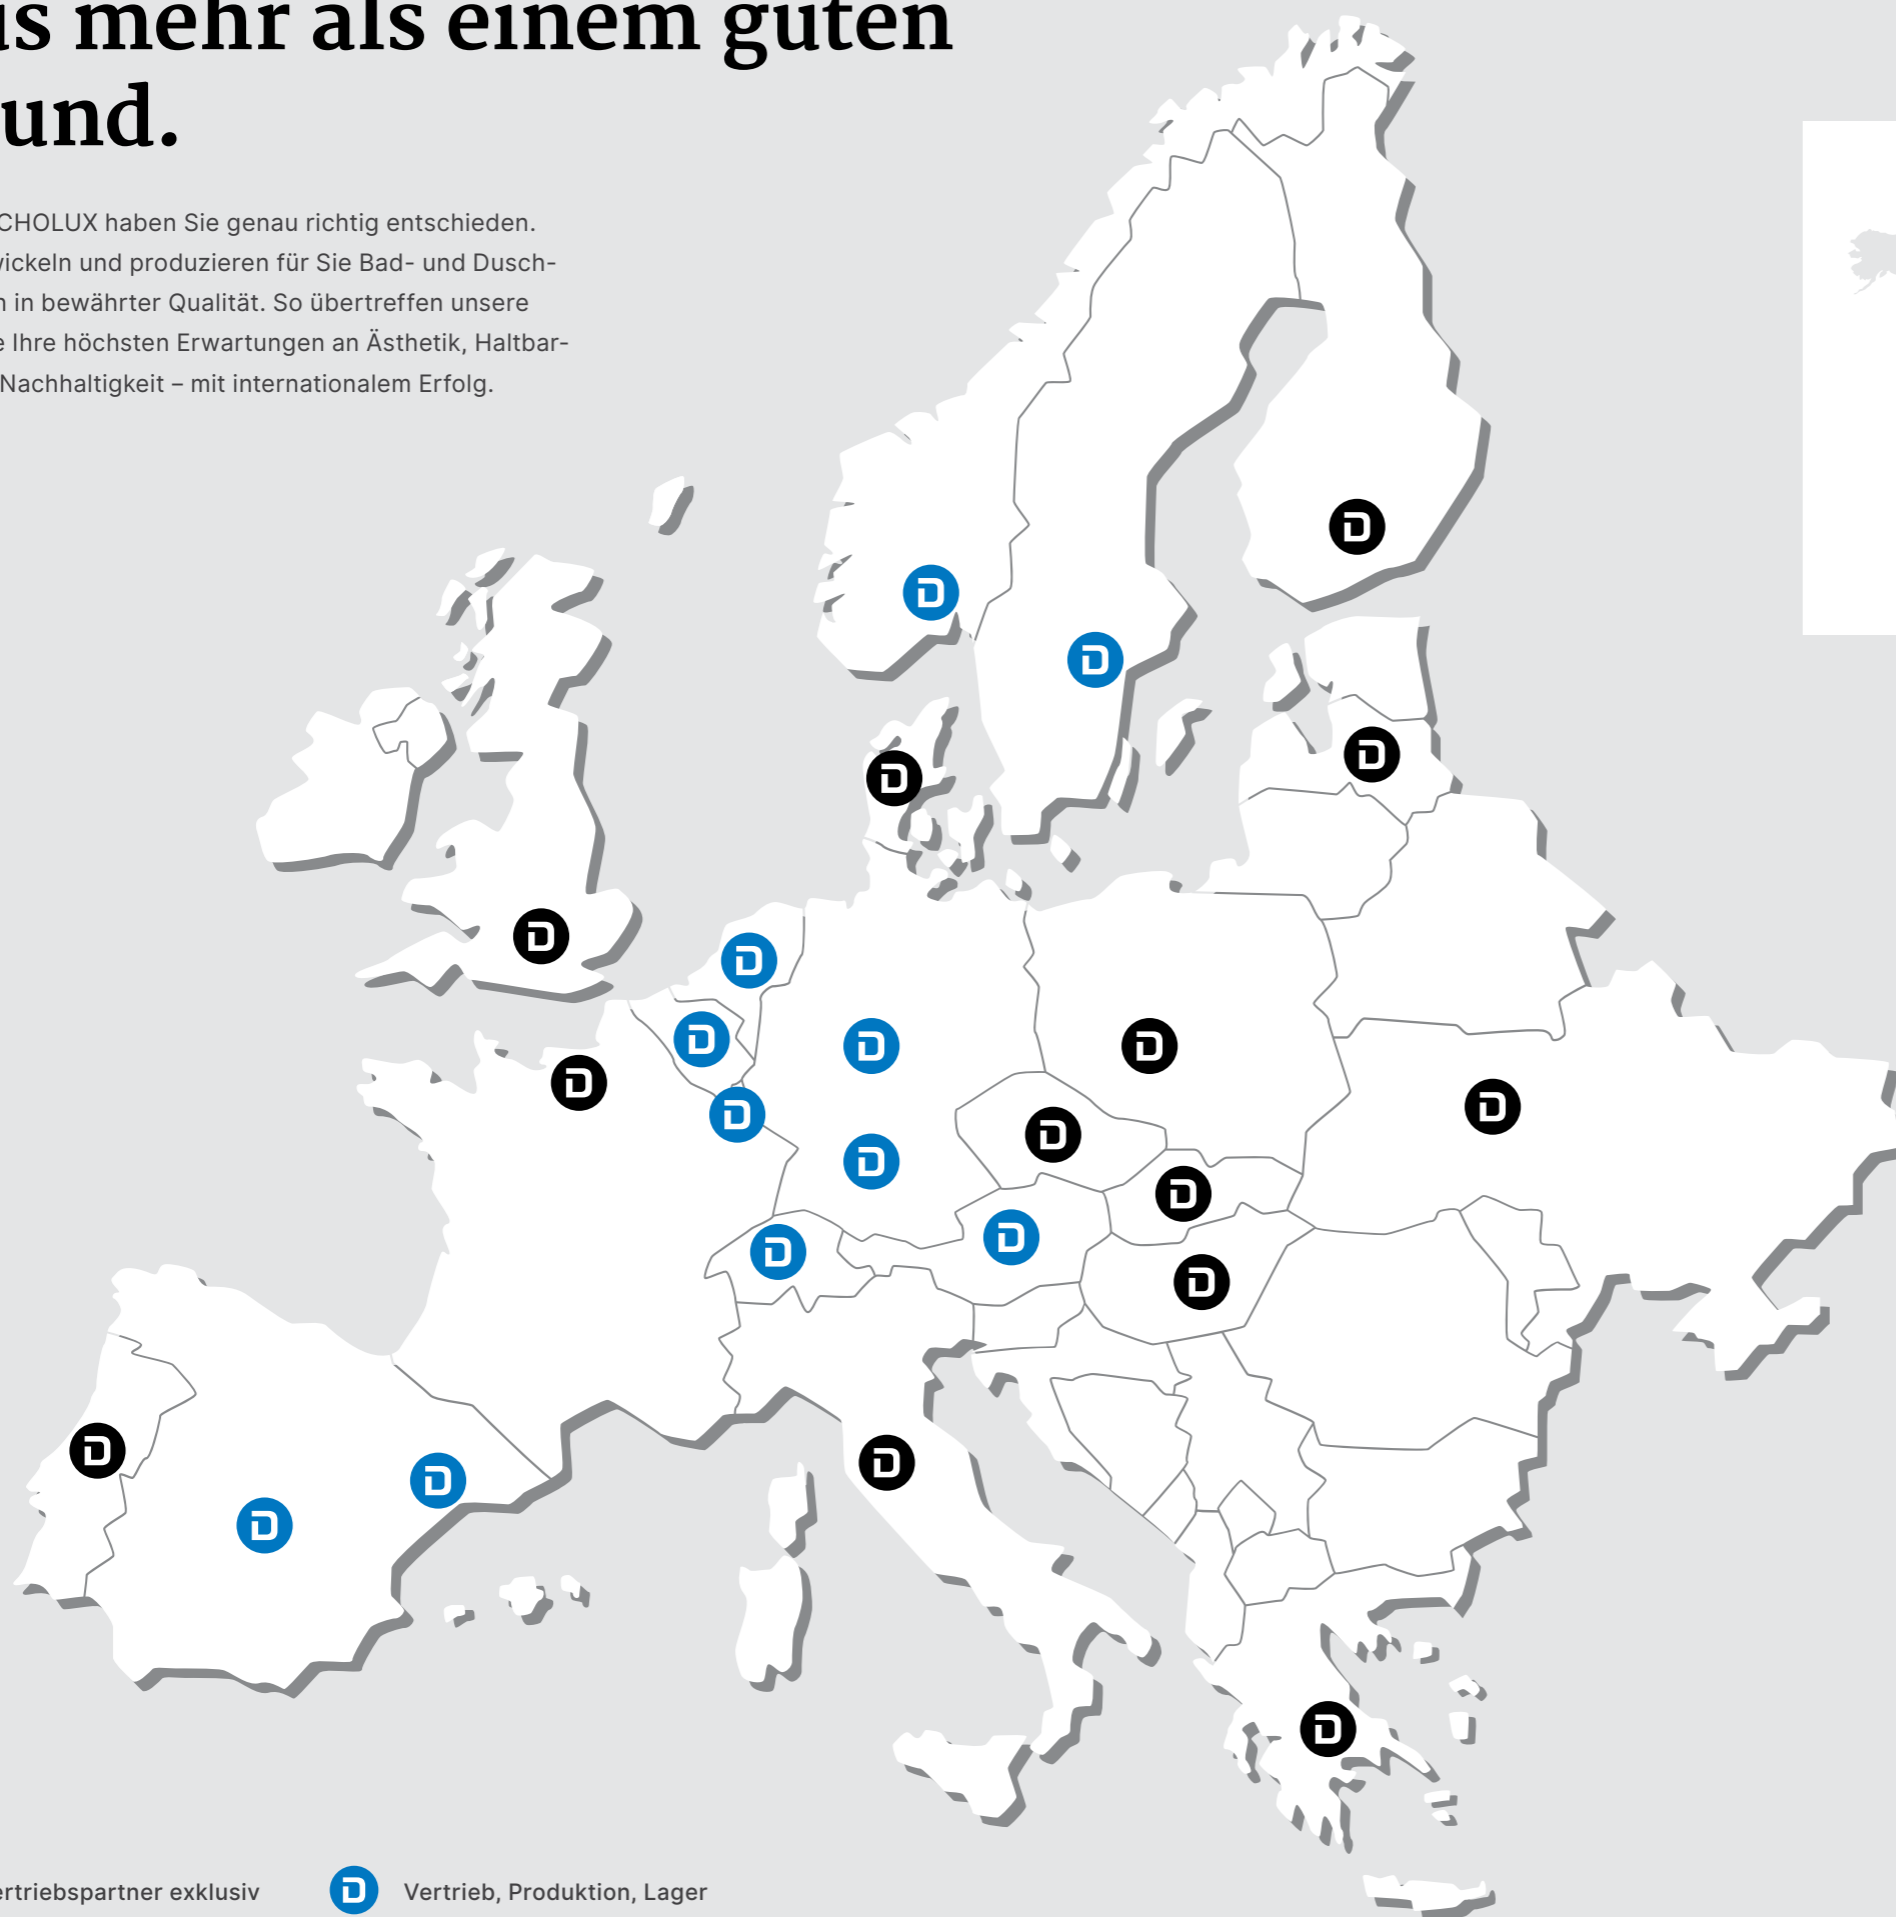 us mehr als einem guten
und.
CHOLUX haben Sie genau richtig entschieden.
wickeln und produzieren für Sie Bad- und Dusch-
n in bewährter Qualität. So übertreffen unsere
e Ihre höchsten Erwartungen an Ästhetik, Haltbar-
Nachhaltigkeit – mit internationalem Erfolg.
ertriebspartner exklusiv
Vertrieb, Produktion, Lager